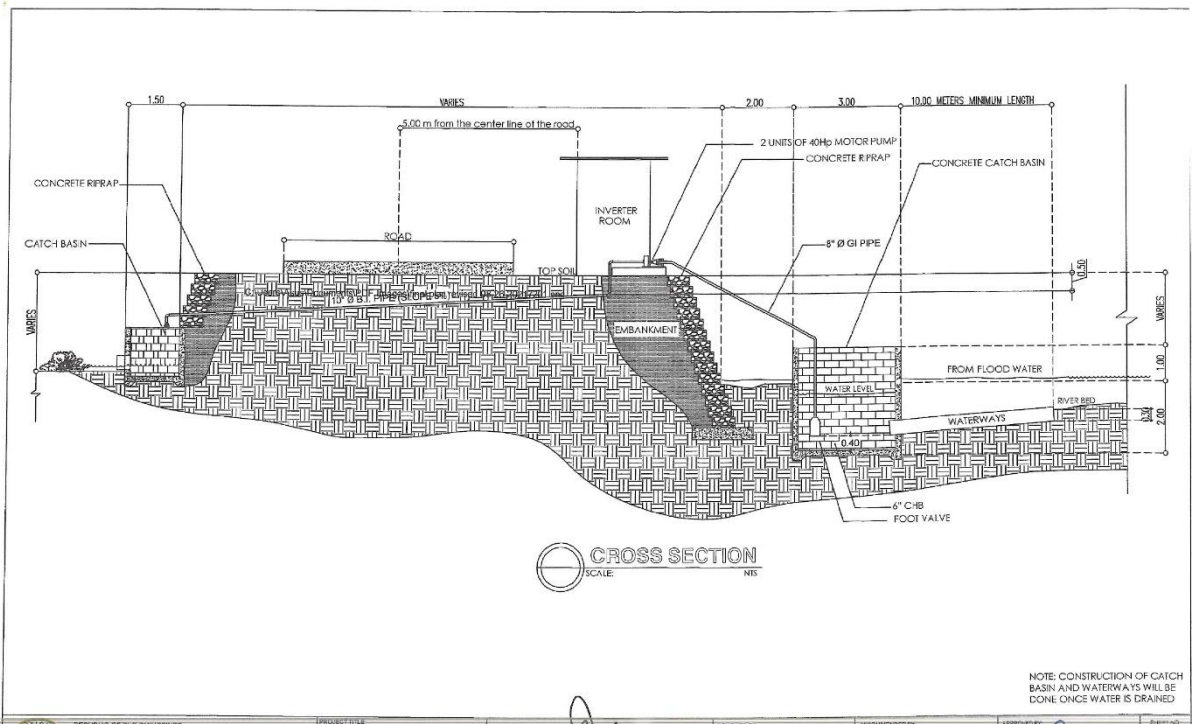 1.50
VARIES
2.00
3.00
10.00 METERS MINIMUM LENGTH
5.00 m from the center line of the road
2 UNITS OF 40Hp MOTOR PUMP
CONCRETE RIPRAP
CONCRETE CATCH BASIN
CONCRETE RIPRAP
INVERTER
ROOM
CATCH BASIN
ROAD
8" Ø GI PIPE
TOP SOIL
0.50
10" Ø B.I. PIPE (SLOPE
VARIES
VARIES
EMBANKMENT
1.00
FROM FLOOD WATER
WATER LEVEL
RIVER BED
WATERWAYS
2.00
0.40
6" CHB
FOOT VALVE
CROSS SECTION
SCALE:
NTS
NOTE: CONSTRUCTION OF CATCH
BASIN AND WATERWAYS WILL BE
DONE ONCE WATER IS DRAINED
PROJECT TITLE